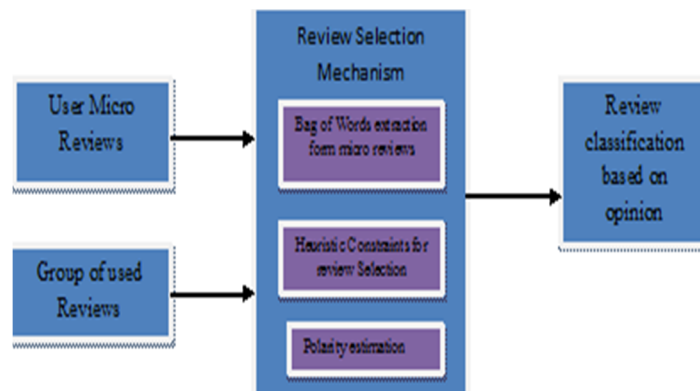 User Micro
Reviews
Group of used
Reviews
Review Selection
Mechanism
Bag of Words extraction
form micro reviews
Heuristic Constraints for
review Selection
Polarity estimation
Review
classification
based on
opinion